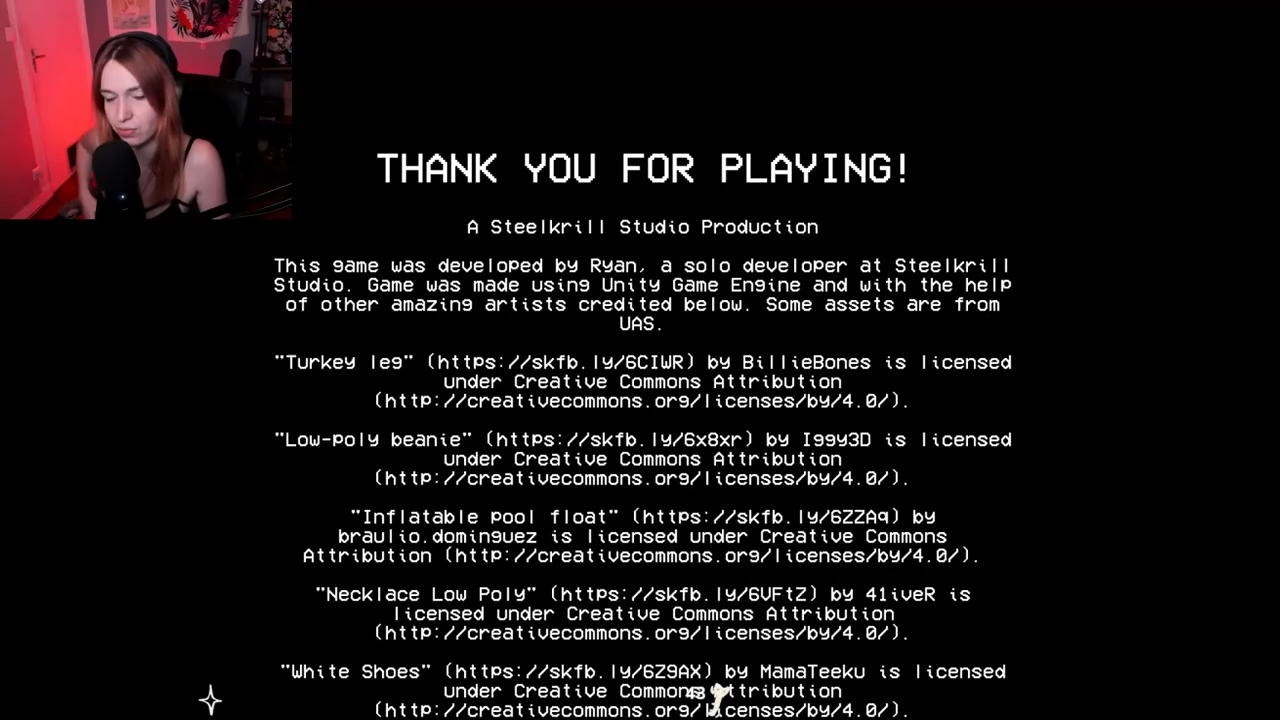 THANK YOU FOR PLAYING!
A Steelkrill Studio Production
This game was developed by Ryan, a solo developer at Steelkrill
Studio. Game was made using Unity Game Engine and with the help
of other amazing artists credited below. Some assets are from
UAS.
"Turkey leg" (https://skfb.ly/6CIWR) by BillieBones is licensed
under Creative Commons Attribution
(http://creativecommons.org/licenses/by/4.0/).
"Low-poly beanie" (https://skfb.ly/6x8xr) by Iggy3D is licensed
under Creative Commons Attribution
(http://creativecommons.org/licenses/by/4.0/).
"Inflatable pool float" (https://skfb.ly/6ZZAq) by
braulio.dominguez is licensed under Creative Commons
Attribution (http://creativecommons.org/licenses/by/4.0/).
"Necklace Low Poly" (https://skfb.ly/6VFtZ) by 41iveR is
licensed under Creative Commons Attribution
(http://creativecommons.org/licenses/by/4.0/).
"White Shoes" (https://skfb.ly/6Z9AX) by MamaTeeku is licensed
under Creative Commons Attribution
43
(http://creativecommons.org/licenses/by/4.0/).